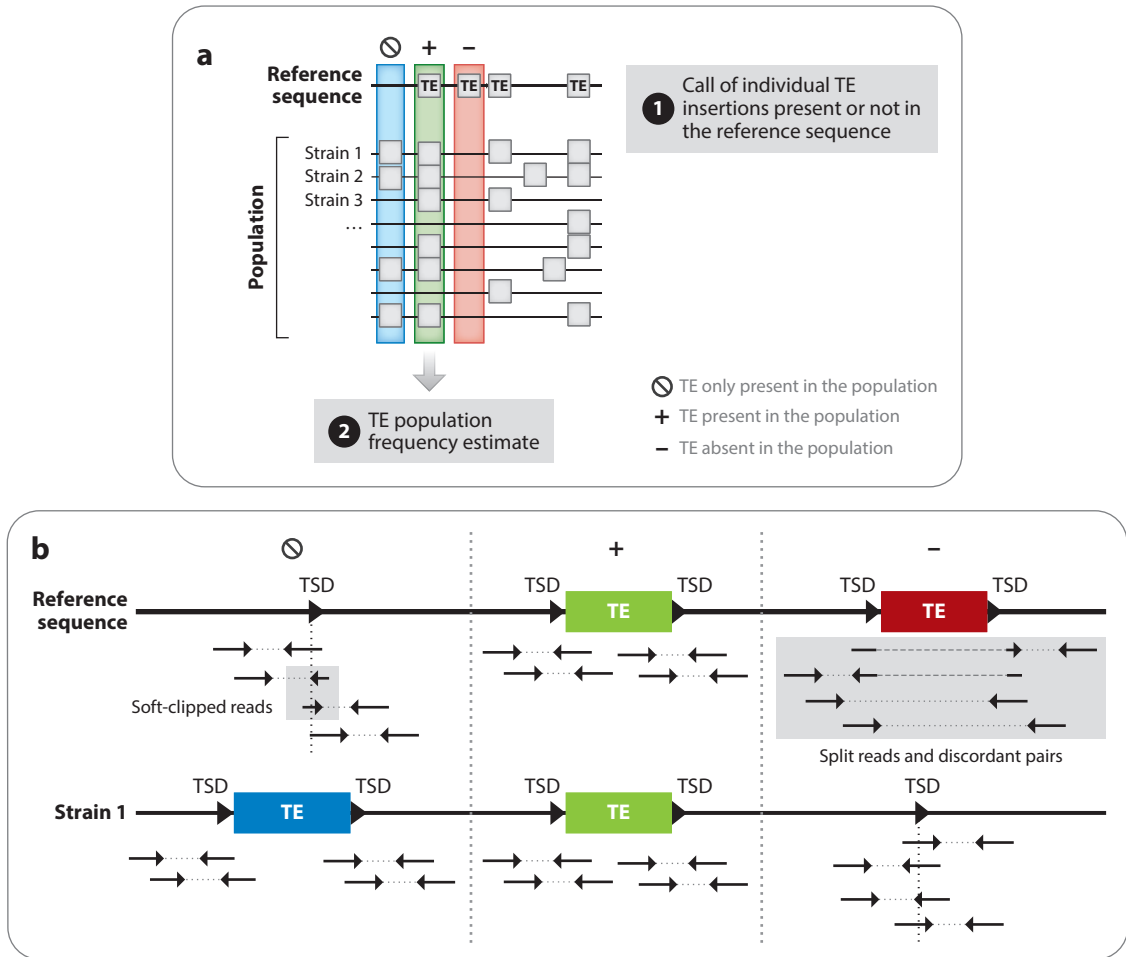 a
+ −
Reference
sequence
TE TE TE TE
1 Call of individual TE
insertions present or not in
the reference sequence
Population
Strain 1
Strain 2
Strain 3
...
TE only present in the population
+ TE present in the population
− TE absent in the population
2 TE population
frequency estimate
b
+ −
Reference
sequence
TSD TSD TSD TSD TSD
TE TE
Soft-clipped reads
Split reads and discordant pairs
Strain 1
TSD TSD TSD TSD TSD
TE TE